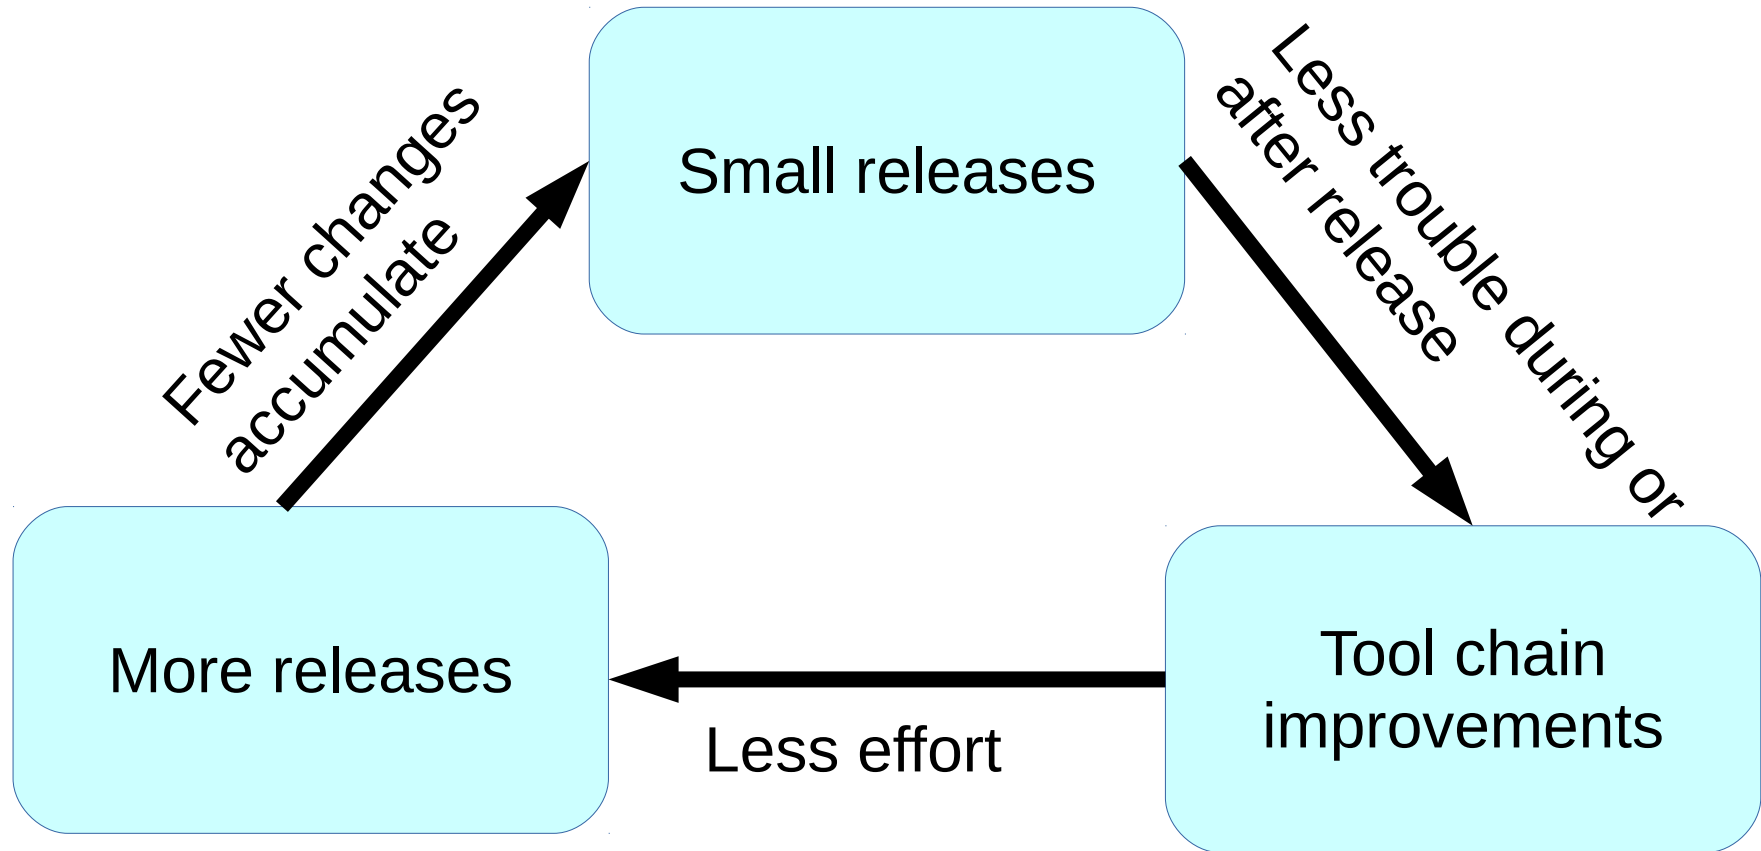 Small releases
Less trouble during or
after release
Fewer changes
accumulate
More releases
Tool chain
improvements
Less effort